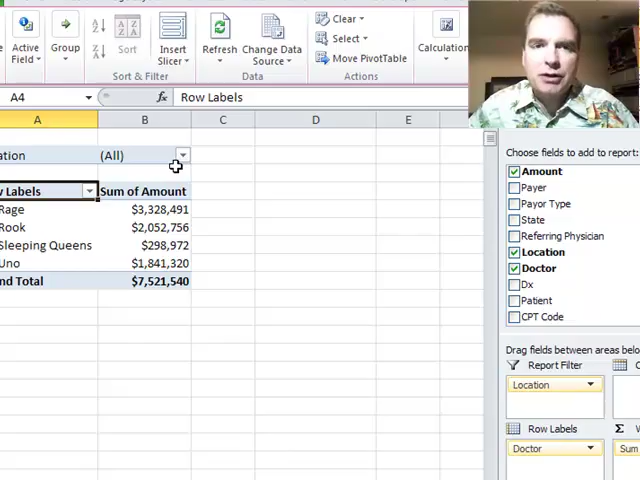 Active
Field
Group
Sort
Insert
Slicer
Refresh
Change Data
Source
Clear
Select
Move PivotTable
Calculation
Sort & Filter
Data
Actions
A4
fx
Row Labels
A
B
C
D
E
ation
(All)
w Labels
Sum of Amount
Rage
$3,328,491
Rook
$2,052,756
Sleeping Queens
$298,972
Uno
$1,841,320
nd Total
$7,521,540
Choose fields to add to report:
Amount
Payer
Payor Type
State
Referring Physician
Location
Doctor
Dx
Patient
CPT Code
Drag fields between areas belo
Report Filter
C
Location
Row Labels
Σ
Doctor
Sum